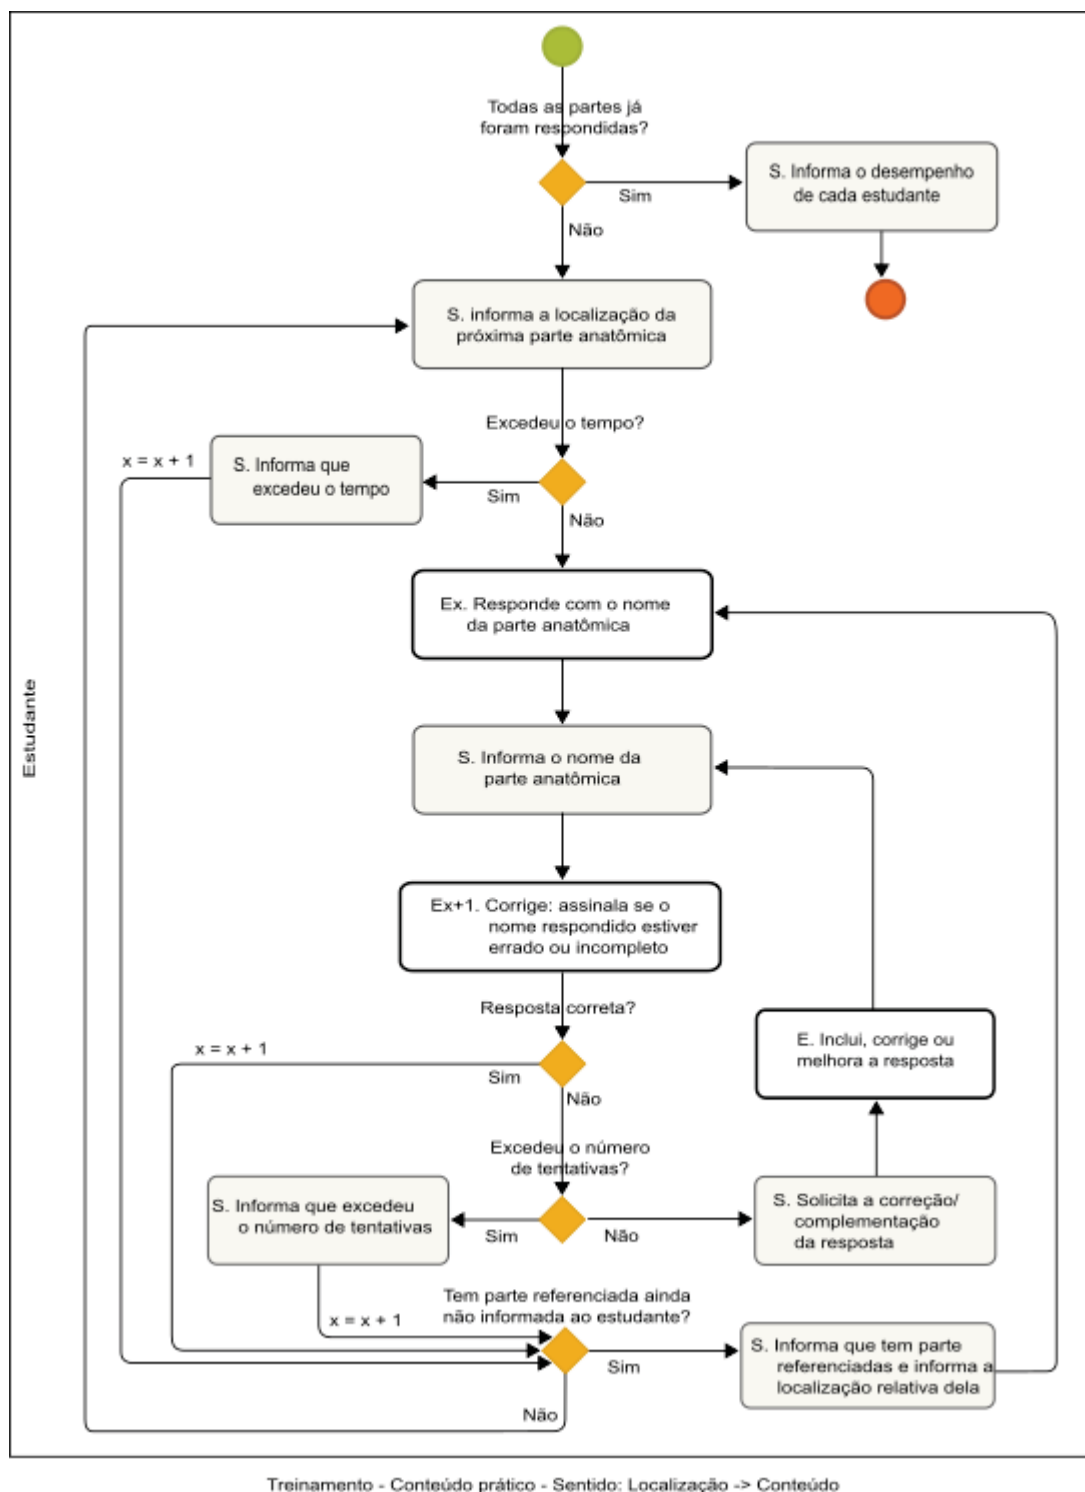 Todas as partes já
foram respondidas?
S. Informa o desempenho
de cada estudante
Sim
Não
S. informa a localização da
próxima parte anatômica
Excedeu o tempo?
x = x + 1
S. Informa que
excedeu o tempo
Sim
Não
Ex. Responde com o nome
da parte anatômica
Estudante
S. Informa o nome da
parte anatômica
Ex+1. Corrige: assinala se o
nome respondido estiver
errado ou incompleto
Resposta correta?
x = x + 1
Sim
Não
E. Inclui, corrige ou
melhora a resposta
Excedeu o número
de tentativas?
S. Informa que excedeu
o número de tentativas
Sim
Não
S. Solicita a correção/
complementação
da resposta
x = x + 1
Tem parte referenciada ainda
não informada ao estudante?
Sim
Não
S. Informa que tem parte
referenciadas e informa a
localização relativa dela
Treinamento - Conteúdo prático - Sentido: Localização -> Conteúdo